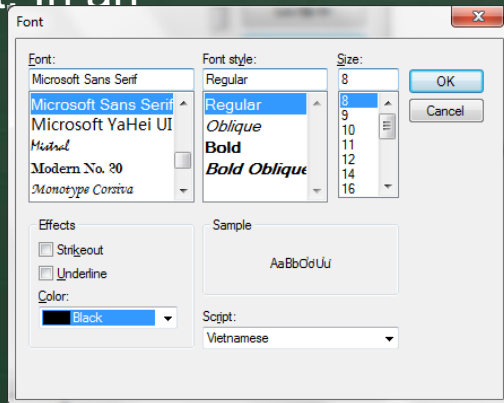 Font
Font:
Font style:
Size:
Microsoft Sans Serif
Regular
8
OK
Microsoft Sans Serif
Microsoft YaHei UI
Mistral
Modern No. 20
Monotype Corsiva
Regular
Oblique
Bold
Bold Oblique
8
9
10
11
12
14
16
Cancel
Effects
Strikeout
Underline
Color:
Black
Sample
AaBbƠơƯư
Script:
Vietnamese